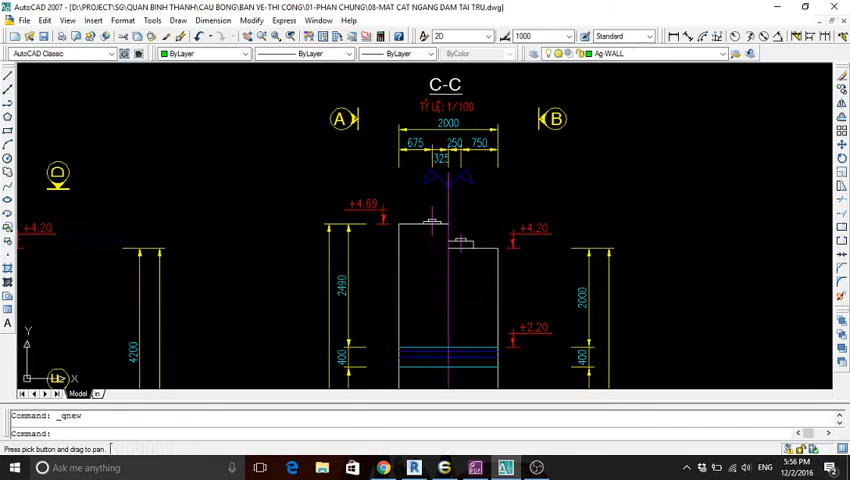 AutoCAD 2007 - [D:\PROJECT\SG\QUAN BINH THANH\CAU BONG\BAN VE-THI CONG\01-PHAN CHUNG\08-MAT CAT NGANG DAM TAI TRU.dwg]
File Edit View Insert Format Tools Draw Dimension Modify Express Window Help
2D 1000 Standard
AutoCAD Classic ByLayer ByLayer ByLayer ByColor Ag-WALL
C-C
TỶ LỆ: 1/100
A B
2000
675 250 750
325
D
+4.69
+4.20 +4.20
2490 2000
+2.20
4200 400 400
Y
X
Model in
Command: _qnew
Command:
Press pick button and drag to pan.
Ask me anything
ENG
5:56 PM
12/2/2016